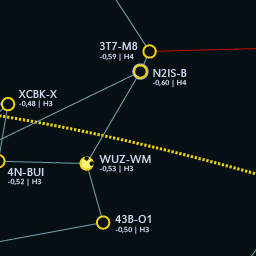 3T7-M8
-0,59 | H4
N2IS-B
-0,60 | H4
XCBK-X
-0,48 | H3
WUZ-WM
-0,53 | H3
4N-BUI
-0,52 | H3
43B-O1
-0,50 | H3